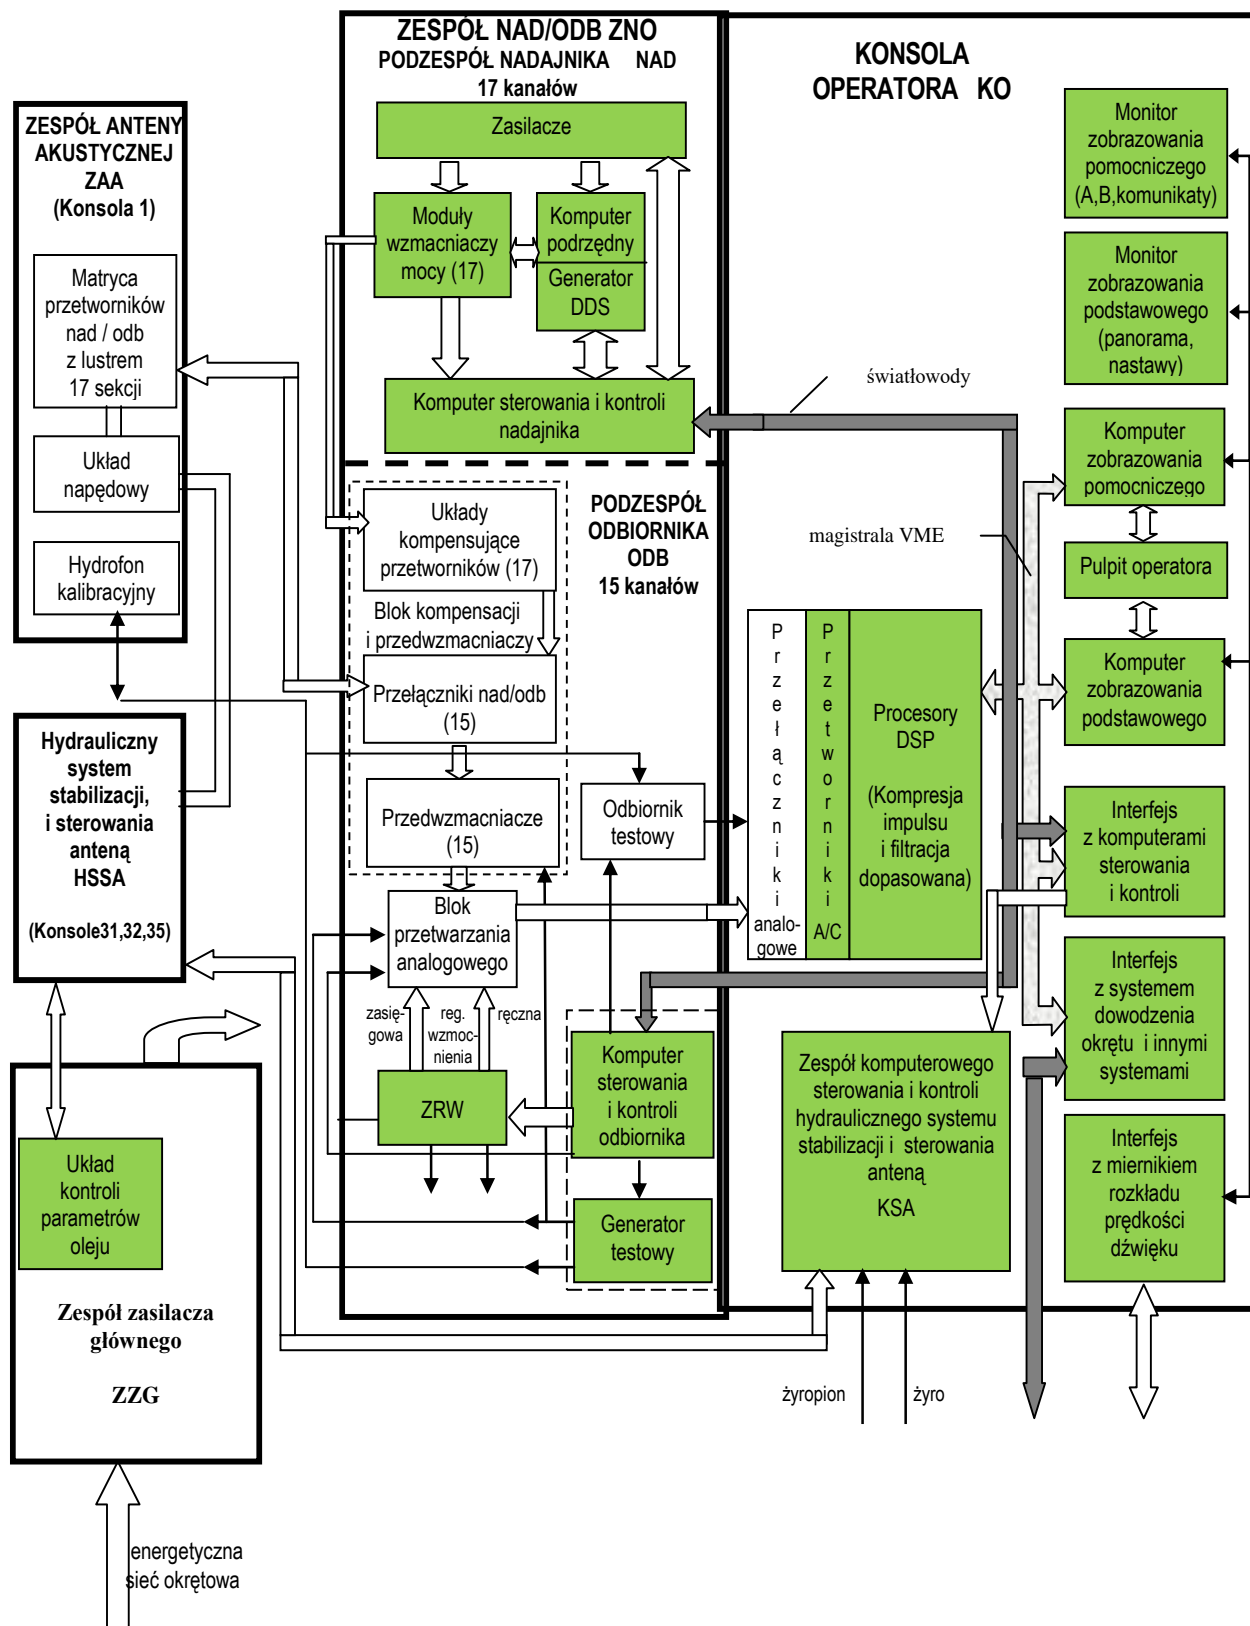 ZESPÓŁ ANTENY
AKUSTYCZNEJ
ZAA
(Konsola 1)
Matryca
przetworników
nad / odb
z lustrem
17 sekcji
Układ
napędowy
Hydrofon
kalibracyjny
Hydrauliczny
system
stabilizacji,
i sterowania
anteną
HSSA
(Konsole31,32,35)
Układ
kontroli
parametrów
oleju
Zespół zasilacza
głównego
ZZG
energetyczna
sieć okrętowa
ZESPÓŁ NAD/ODB ZNO
PODZESPÓŁ NADAJNIKA NAD
17 kanałów
Zasilacze
Moduły
wzmacniaczy
mocy (17)
Komputer
podrzędny
Generator
DDS
Komputer sterowania i kontroli
nadajnika
Układy
kompensujące
przetworników (17)
Blok kompensacji
i przedwzmacniaczy
Przełączniki nad/odb
(15)
Przedwzmacniacze
(15)
PODZESPÓŁ
ODBIORNIKA
ODB
15 kanałów
Odbiornik
testowy
Blok
przetwarzania
analogowego
zasię-
gowa
reg.
wzmoc-
nienia
ręczna
ZRW
Komputer
sterowania
i kontroli
odbiornika
Generator
testowy
KONSOLA
OPERATORA KO
światłowody
magistrala VME
P
r
z
e
ł
ą
c
z
n
i
k
i
analo-
gowe
P
r
z
e
t
w
o
r
n
i
k
i
A/C
Procesory
DSP
(Kompresja
impulsu
i filtracja
dopasowana)
Zespół komputerowego
sterowania i kontroli
hydraulicznego systemu
stabilizacji i sterowania
anteną
KSA
żyropion
żyro
Monitor
zobrazowania
pomocniczego
(A,B,komunikaty)
Monitor
zobrazowania
podstawowego
(panorama,
nastawy)
Komputer
zobrazowania
pomocniczego
Pulpit operatora
Komputer
zobrazowania
podstawowego
Interfejs
z komputerami
sterowania
i kontroli
Interfejs
z systemem
dowodzenia
okrętu i innymi
systemami
Interfejs
z miernikiem
rozkładu
prędkości
dźwięku